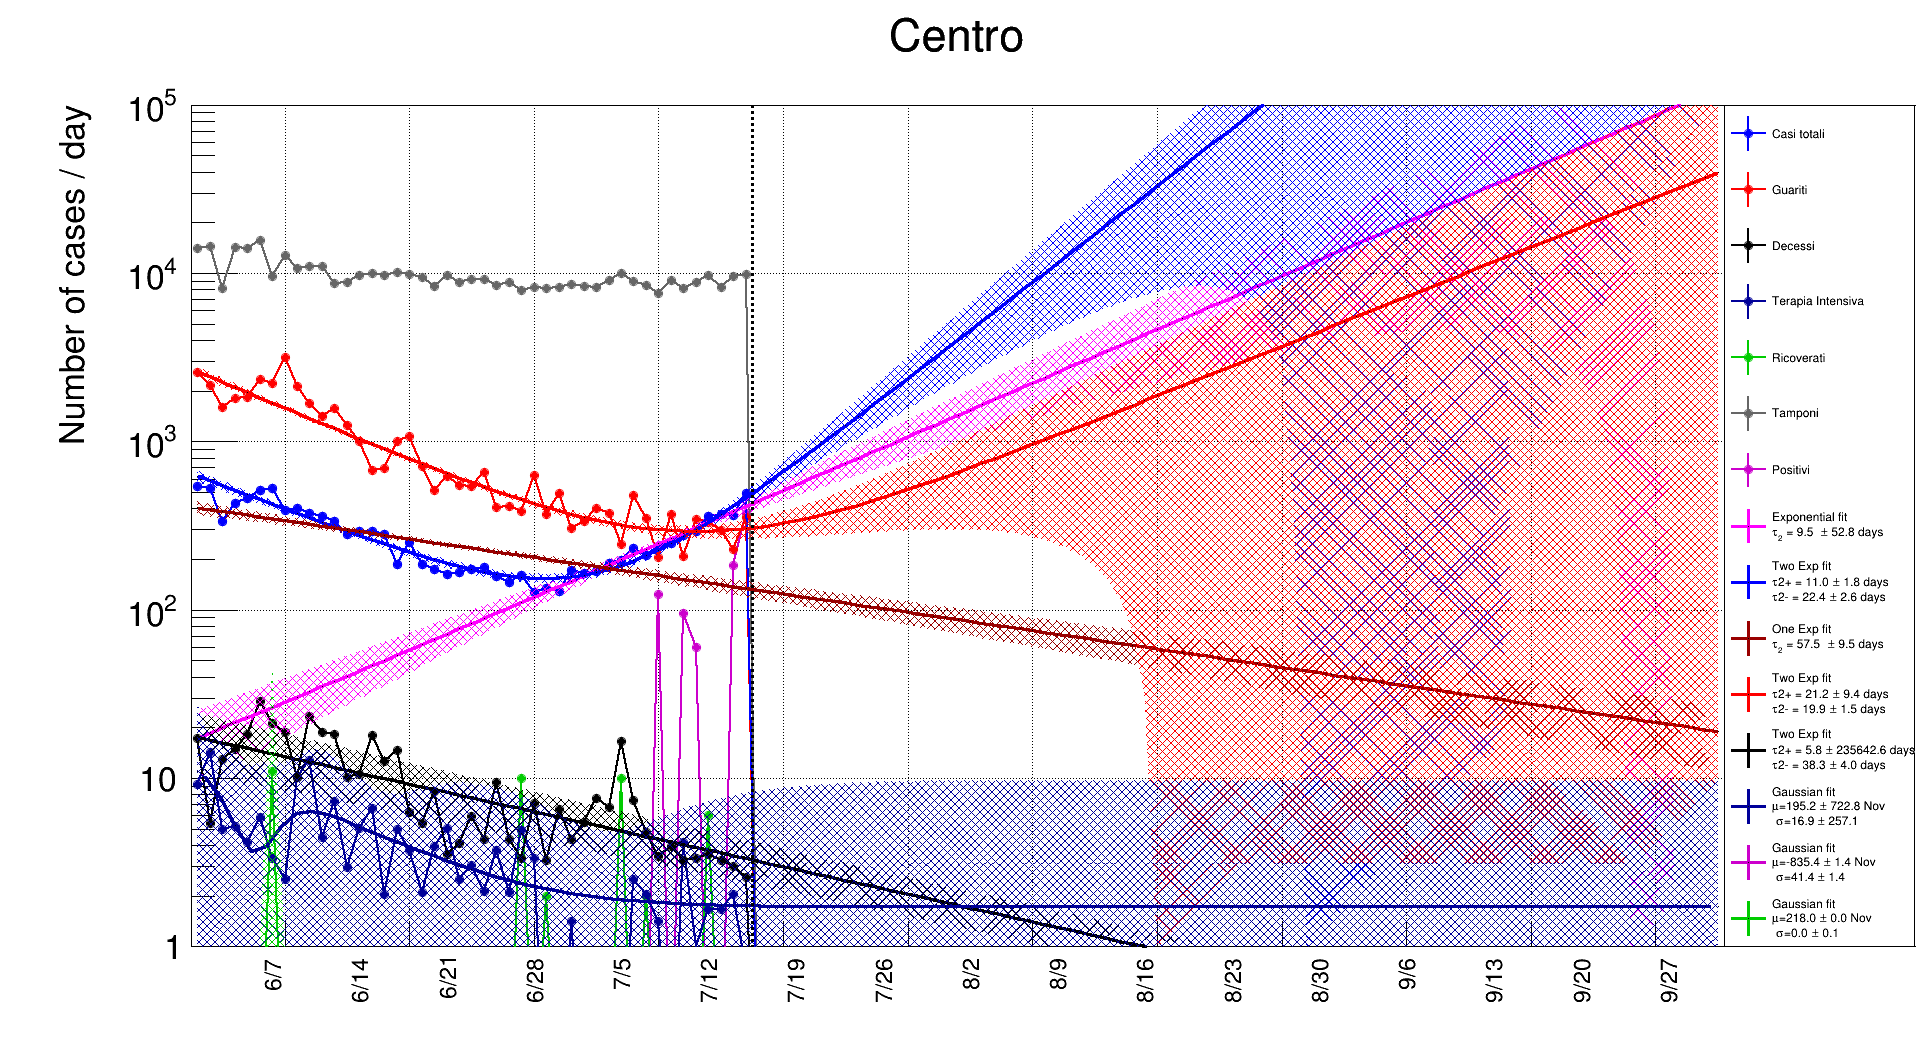 Centro
Number of cases / day
10^5
10^4
10^3
10^2
10
1
6/7
6/14
6/21
6/28
7/5
7/12
7/19
7/26
8/2
8/9
8/16
8/23
8/30
9/6
9/13
9/20
9/27
Casi totali
Guariti
Decessi
Terapia Intensiva
Ricoverati
Tamponi
Positivi
Exponential fit
τ_2 = 9.5 ± 52.8 days
Two Exp fit
τ2+ = 11.0 ± 1.8 days
τ2- = 22.4 ± 2.6 days
One Exp fit
τ_2 = 57.5 ± 9.5 days
Two Exp fit
τ2+ = 21.2 ± 9.4 days
τ2- = 19.9 ± 1.5 days
Two Exp fit
τ2+ = 5.8 ± 235642.6 days
τ2- = 38.3 ± 4.0 days
Gaussian fit
μ=195.2 ± 722.8 Nov
σ=16.9 ± 257.1
Gaussian fit
μ=-835.4 ± 1.4 Nov
σ=41.4 ± 1.4
Gaussian fit
μ=218.0 ± 0.0 Nov
σ=0.0 ± 0.1